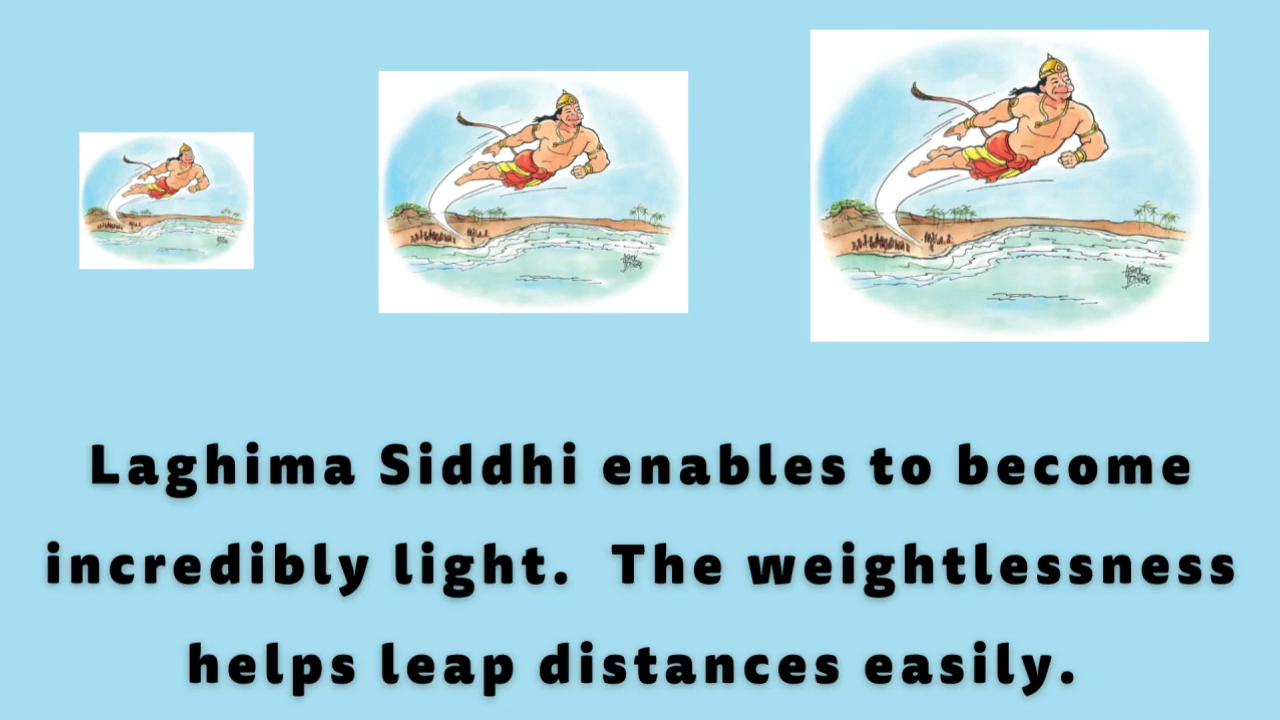 Laghima Siddhi enables to become
incredibly light.  The weightlessness
helps leap distances easily.